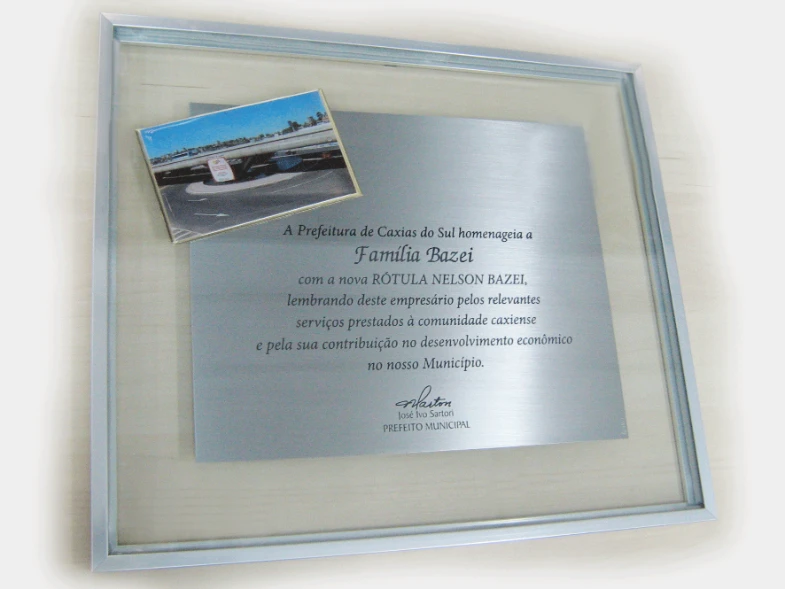 A Prefeitura de Caxias do Sul homenageia a
Família Bazei
com a nova RÓTULA NELSON BAZEI,
lembrando deste empresário pelos relevantes
serviços prestados à comunidade caxiense
e pela sua contribuição no desenvolvimento econômico
no nosso Município.
José Ivo Sartori
PREFEITO MUNICIPAL